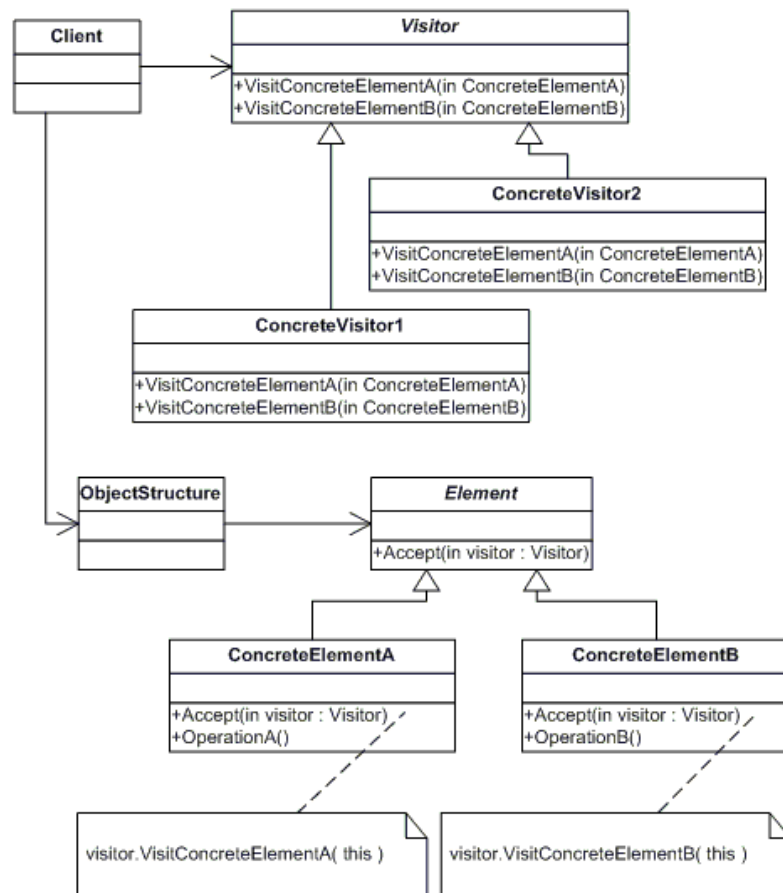 Client
Visitor
+VisitConcreteElementA(in ConcreteElementA)
+VisitConcreteElementB(in ConcreteElementB)
ConcreteVisitor2
+VisitConcreteElementA(in ConcreteElementA)
+VisitConcreteElementB(in ConcreteElementB)
ConcreteVisitor1
+VisitConcreteElementA(in ConcreteElementA)
+VisitConcreteElementB(in ConcreteElementB)
ObjectStructure
Element
+Accept(in visitor : Visitor)
ConcreteElementA
+Accept(in visitor : Visitor)
+OperationA()
ConcreteElementB
+Accept(in visitor : Visitor)
+OperationB()
visitor.VisitConcreteElementA( this )
visitor.VisitConcreteElementB( this )